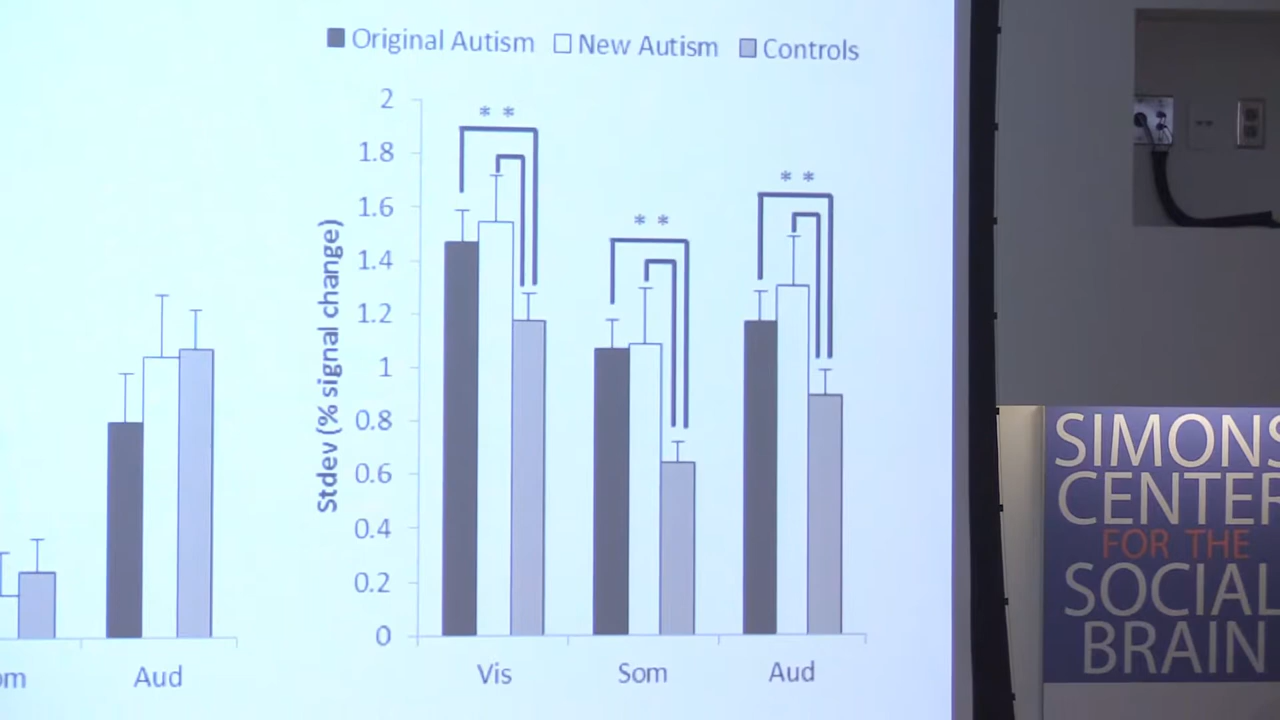 Original Autism New Autism Controls
* *
2
1.8
1.6
1.4
1.2
1
0.8
0.6
0.4
0.2
0
Stdev (% signal change)
* *
* *
Vis Som Aud
Aud
SIMONS
CENTER
FOR THE
SOCIAL
BRAIN